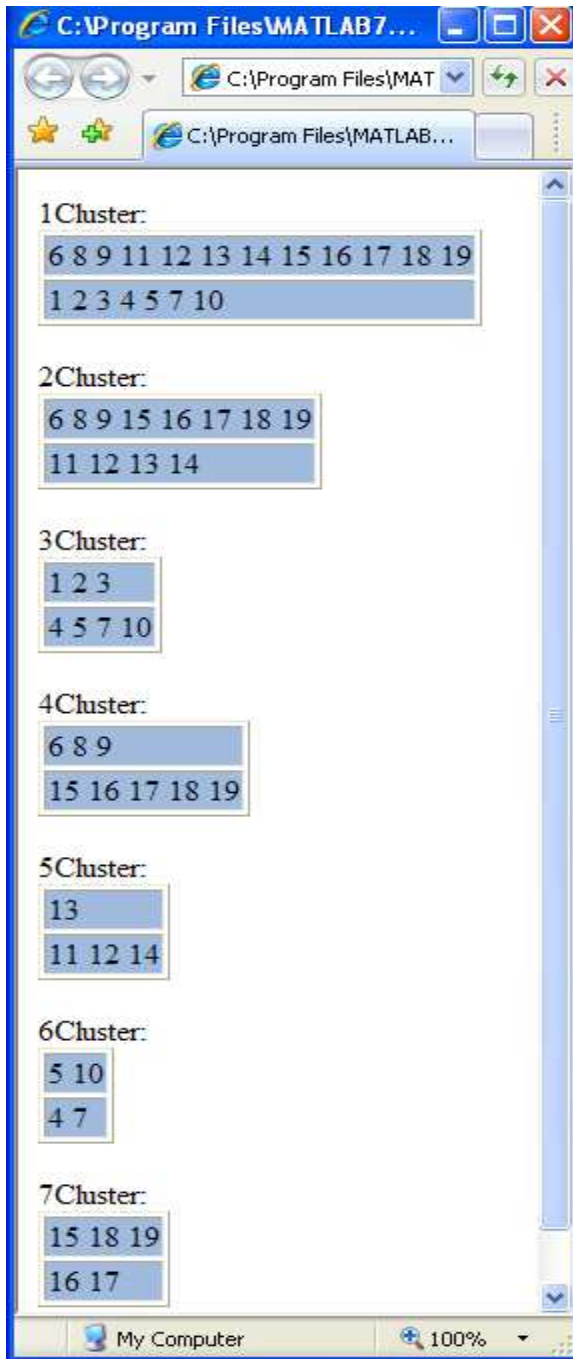 C:\Program Files\MATLAB7...
C:\Program Files\MAT
C:\Program Files\MATLAB...
1Cluster:
6 8 9 11 12 13 14 15 16 17 18 19
1 2 3 4 5 7 10
2Cluster:
6 8 9 15 16 17 18 19
11 12 13 14
3Cluster:
1 2 3
4 5 7 10
4Cluster:
6 8 9
15 16 17 18 19
5Cluster:
13
11 12 14
6Cluster:
5 10
4 7
7Cluster:
15 18 19
16 17
My Computer
100%